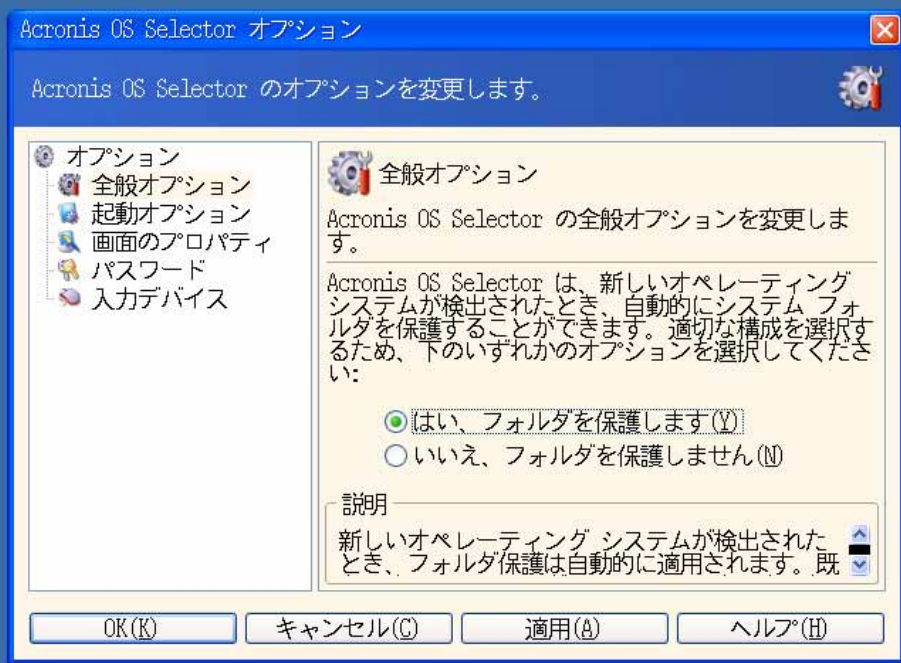 Acronis OS Selector オプション
Acronis OS Selector のオプションを変更します。
オプション
全般オプション
起動オプション
画面のプロパティ
パスワード
入力デバイス
全般オプション
Acronis OS Selector の全般オプションを変更しま
す。
Acronis OS Selector は、新しいオペレーティング
システムが検出されたとき、自動的にシステム フォ
ルダを保護することができます。適切な構成を選択す
るため、下のいずれかのオプションを選択してくださ
い:
はい、フォルダを保護します(Y)
いいえ、フォルダを保護しません(N)
説明
新しいオペレーティング システムが検出された
とき、フォルダ保護は自動的に適用されます。既
OK(K)
キャンセル(C)
適用(A)
ヘルプ(H)